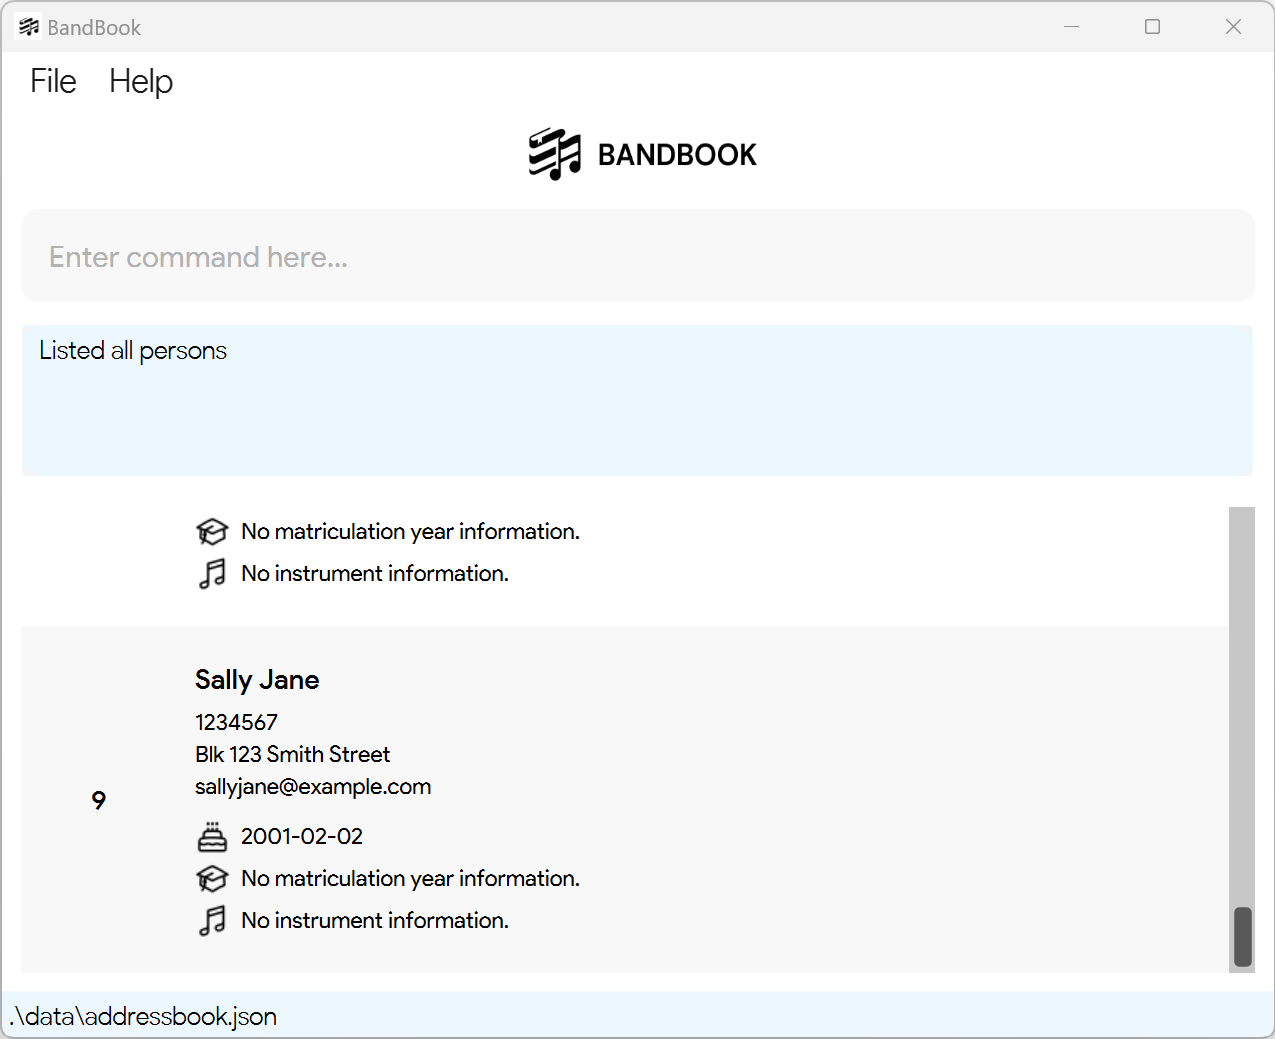 BandBook
File Help
BANDBOOK
Enter command here...
Listed all persons
No matriculation year information.
No instrument information.
Sally Jane
1234567
Blk 123 Smith Street
sallyjane@example.com
9
2001-02-02
No matriculation year information.
No instrument information.
.\data\addressbook.json